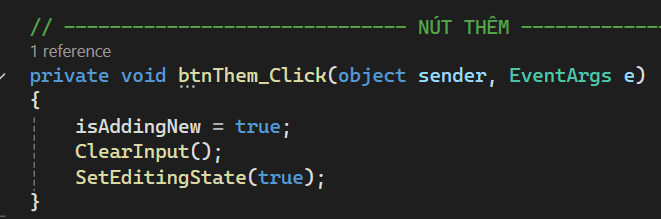 // ------------------------------- NÚT THÊM -------------
1 reference
private void btnThem_Click(object sender, EventArgs e)
{
isAddingNew = true;
ClearInput();
SetEditingState(true);
}